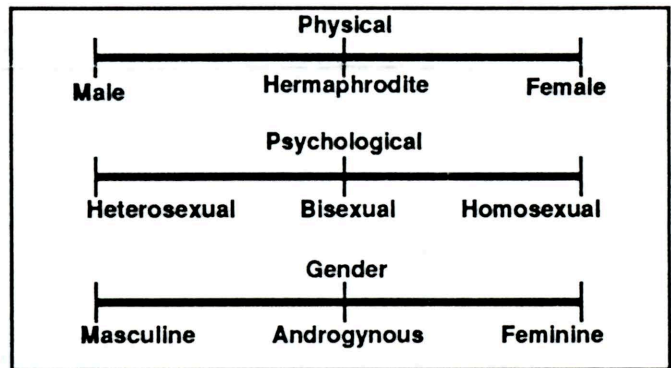 Physical
Male Hermaphrodite Female
Psychological
Heterosexual Bisexual Homosexual
Gender
Masculine Androgynous Feminine